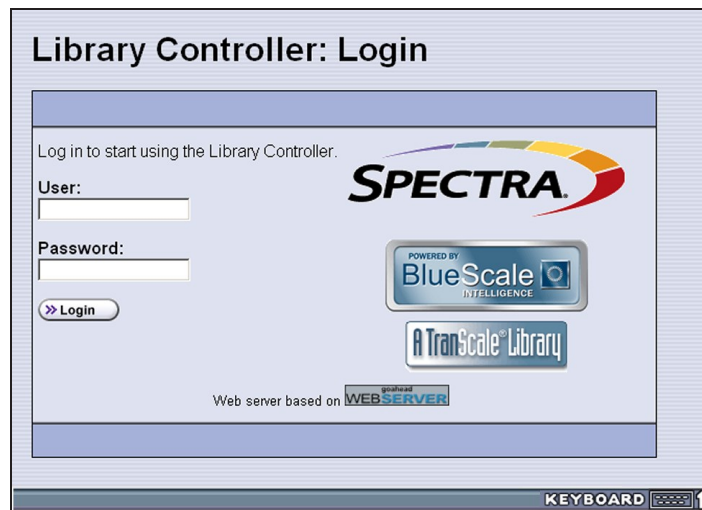 Library Controller: Login
Log in to start using the Library Controller.
User:
Password:
Login
SPECTRA
POWERED BY
BlueScale
INTELLIGENCE
A TranScale® Library
Web server based on goahead WEBSERVER
KEYBOARD